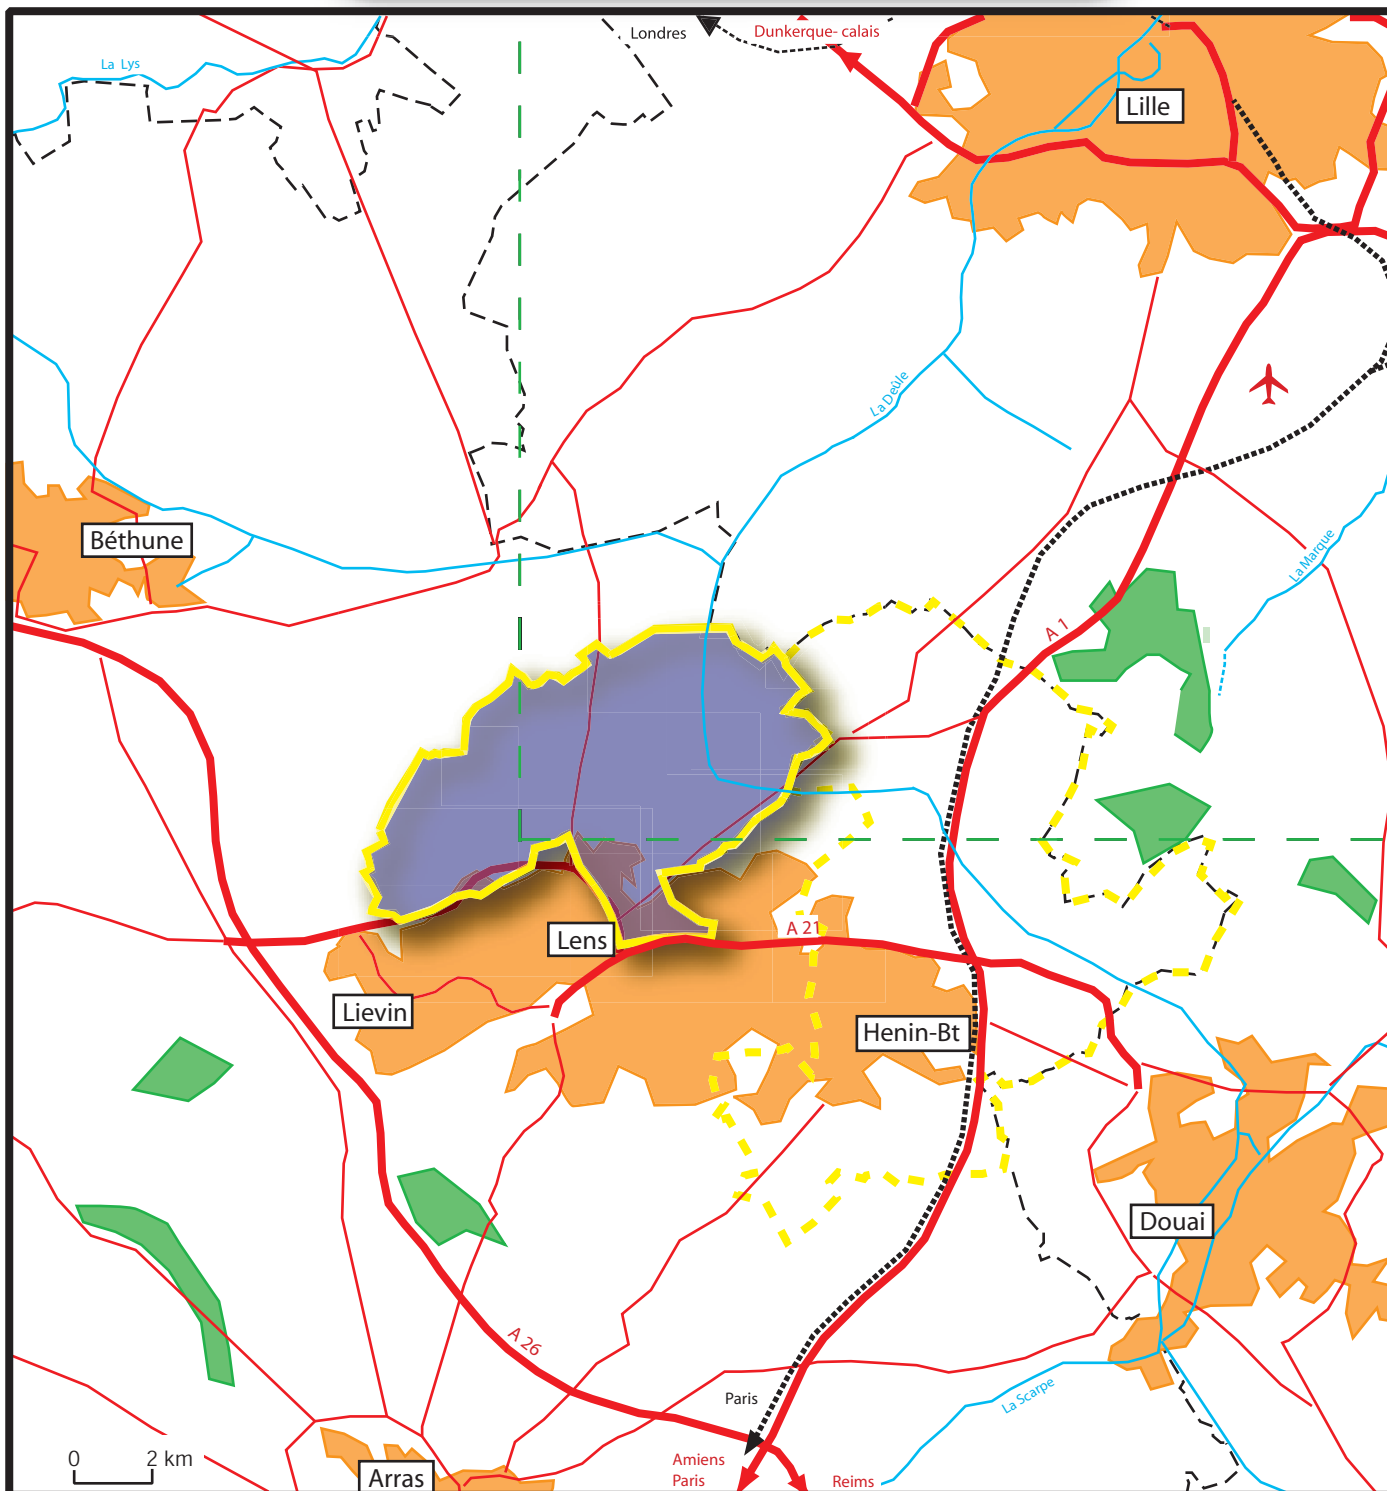 Londres
Dunkerque- calais
La Lys
Lille
La Deûle
Béthune
La Marque
A 1
A 21
Lens
Lievin
Henin-Bt
Douai
A 26
La Scarpe
Paris
0 2 km
Arras
Amiens
Paris
Reims